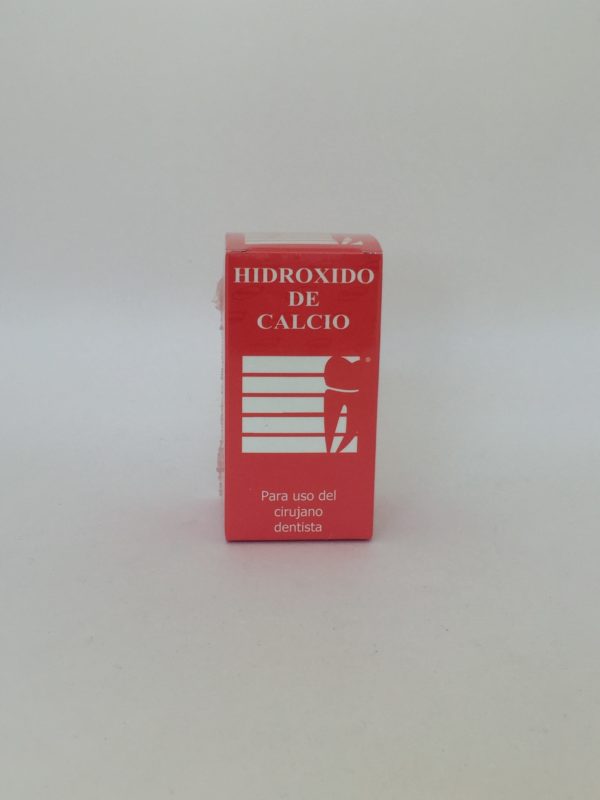 HIDROXIDO
DE
CALCIO
®
Para uso del
cirujano
dentista